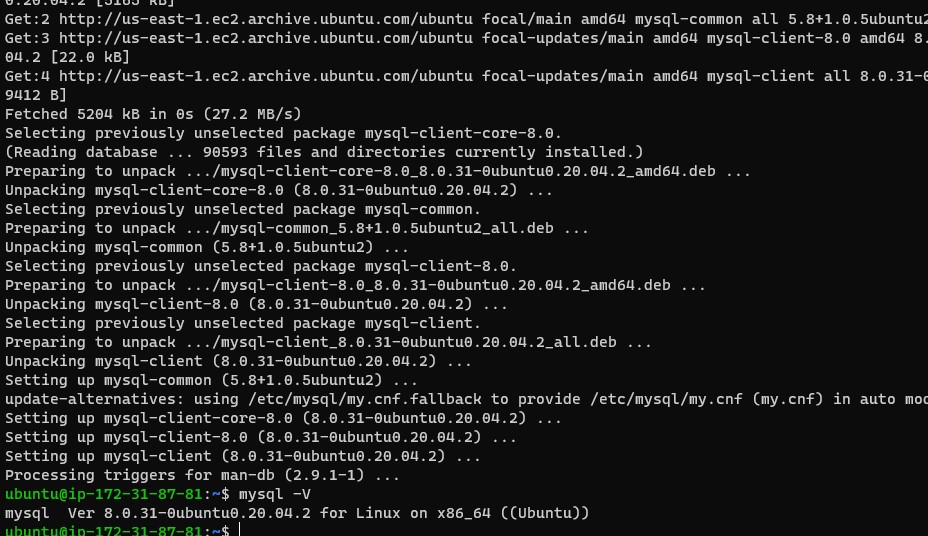 0.20.04.2 [5165 kB]
Get:2 http://us-east-1.ec2.archive.ubuntu.com/ubuntu focal/main amd64 mysql-common all 5.8+1.0.5ubuntu2
Get:3 http://us-east-1.ec2.archive.ubuntu.com/ubuntu focal-updates/main amd64 mysql-client-8.0 amd64 8.
04.2 [22.0 kB]
Get:4 http://us-east-1.ec2.archive.ubuntu.com/ubuntu focal-updates/main amd64 mysql-client all 8.0.31-0
9412 B]
Fetched 5204 kB in 0s (27.2 MB/s)
Selecting previously unselected package mysql-client-core-8.0.
(Reading database ... 90593 files and directories currently installed.)
Preparing to unpack .../mysql-client-core-8.0_8.0.31-0ubuntu0.20.04.2_amd64.deb ...
Unpacking mysql-client-core-8.0 (8.0.31-0ubuntu0.20.04.2) ...
Selecting previously unselected package mysql-common.
Preparing to unpack .../mysql-common_5.8+1.0.5ubuntu2_all.deb ...
Unpacking mysql-common (5.8+1.0.5ubuntu2) ...
Selecting previously unselected package mysql-client-8.0.
Preparing to unpack .../mysql-client-8.0_8.0.31-0ubuntu0.20.04.2_amd64.deb ...
Unpacking mysql-client-8.0 (8.0.31-0ubuntu0.20.04.2) ...
Selecting previously unselected package mysql-client.
Preparing to unpack .../mysql-client_8.0.31-0ubuntu0.20.04.2_all.deb ...
Unpacking mysql-client (8.0.31-0ubuntu0.20.04.2) ...
Setting up mysql-common (5.8+1.0.5ubuntu2) ...
update-alternatives: using /etc/mysql/my.cnf.fallback to provide /etc/mysql/my.cnf (my.cnf) in auto mod
Setting up mysql-client-core-8.0 (8.0.31-0ubuntu0.20.04.2) ...
Setting up mysql-client-8.0 (8.0.31-0ubuntu0.20.04.2) ...
Setting up mysql-client (8.0.31-0ubuntu0.20.04.2) ...
Processing triggers for man-db (2.9.1-1) ...
ubuntu@ip-172-31-87-81:~$ mysql -V
mysql  Ver 8.0.31-0ubuntu0.20.04.2 for Linux on x86_64 ((Ubuntu))
ubuntu@ip-172-31-87-81:~$